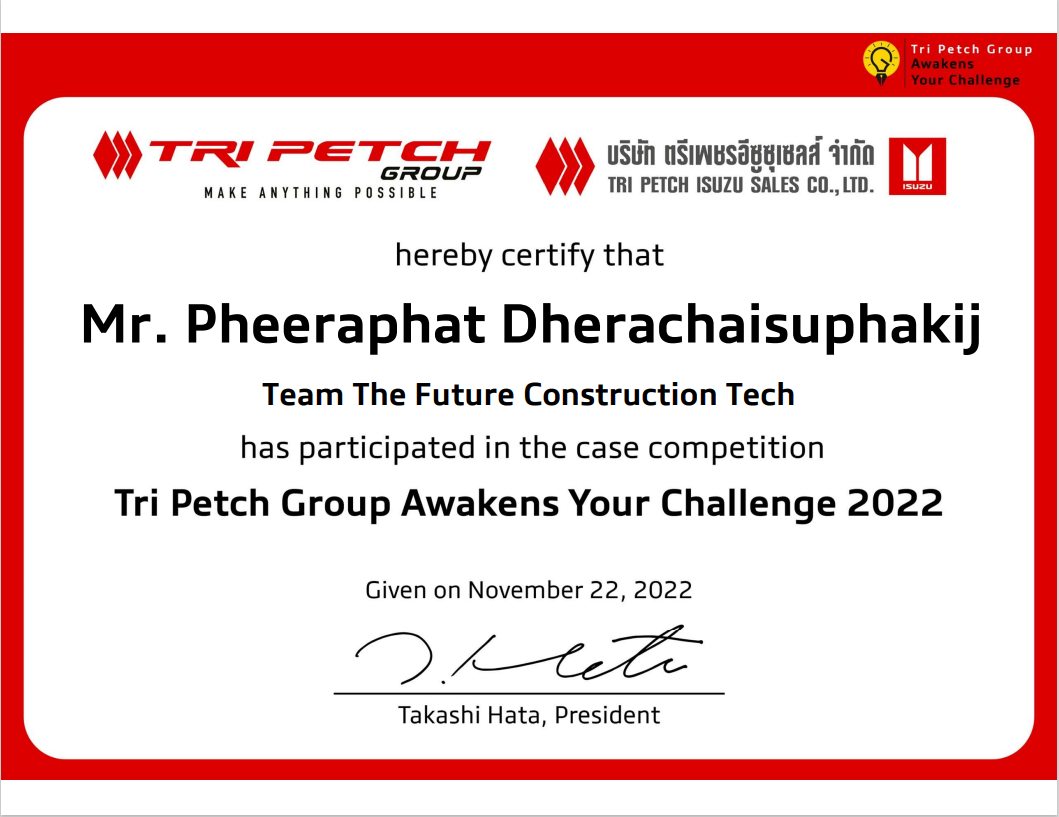 Tri Petch Group
Awakens
Your Challenge
TRI PETCH
GROUP
MAKE ANYTHING POSSIBLE
บริษัท ตรีเพชรอีซูซุเซลส์ จำกัด
TRI PETCH ISUZU SALES CO.,LTD.
ISUZU
hereby certify that
Mr. Pheeraphat Dherachaisuphakij
Team The Future Construction Tech
has participated in the case competition
Tri Petch Group Awakens Your Challenge 2022
Given on November 22, 2022
Takashi Hata, President